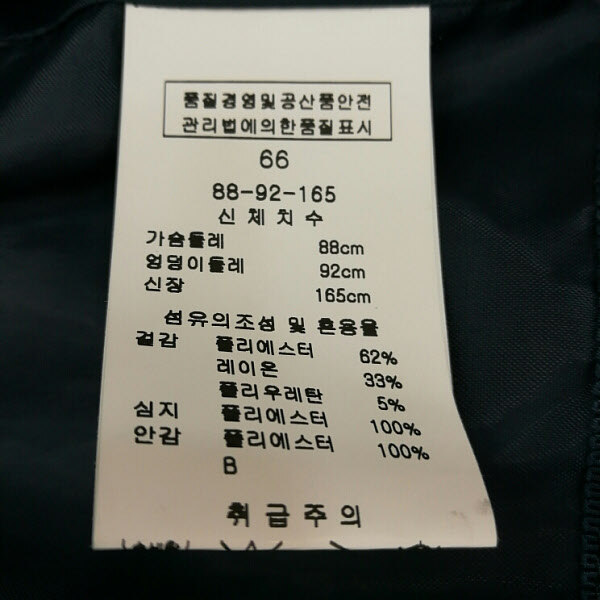 품질경영및공산품안전
관리법에의한품질표시
66
88-92-165
신체치수
가슴둘레 88cm
엉덩이둘레 92cm
신장 165cm
섬유의조성 및 혼용율
겉감 폴리에스터 62%
레이온 33%
폴리우레탄 5%
심지 폴리에스터 100%
안감 폴리에스터 100%
B
취급주의